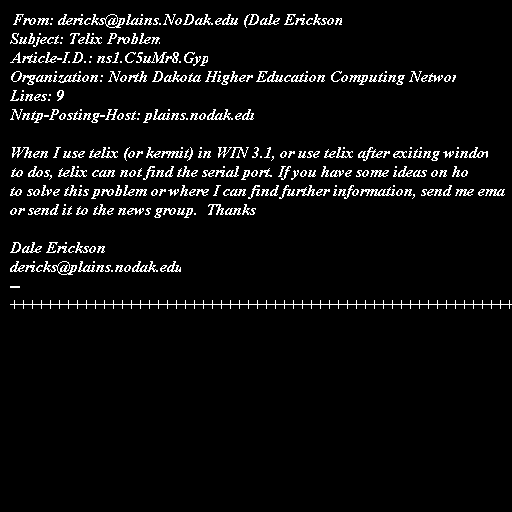 From: dericks@plains.NoDak.edu (Dale Erickson
Subject: Telix Problem
Article-I.D.: ns1.C5uMr8.Gyp
Organization: North Dakota Higher Education Computing Networ
Lines: 9
Nntp-Posting-Host: plains.nodak.edu

When I use telix (or kermit) in WIN 3.1, or use telix after exiting window
to dos, telix can not find the serial port. If you have some ideas on ho
to solve this problem or where I can find further information, send me ema
or send it to the news group.  Thanks

Dale Erickson
dericks@plains.nodak.edu
--
+++++++++++++++++++++++++++++++++++++++++++++++++++++++++